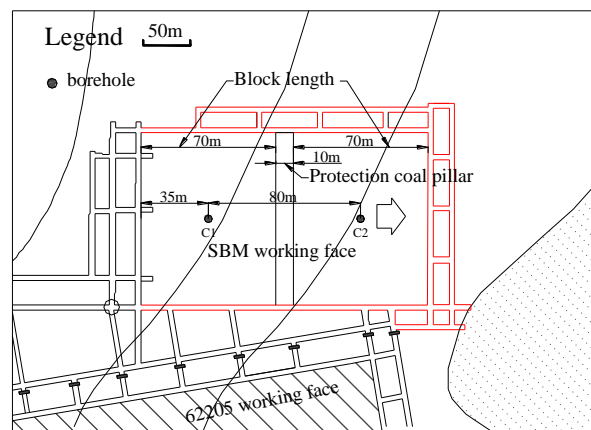 Legend 50m
borehole
Block length
70m 70m
10m
Protection coal pillar
35m 80m
C1 C2
SBM working face
62205 working face